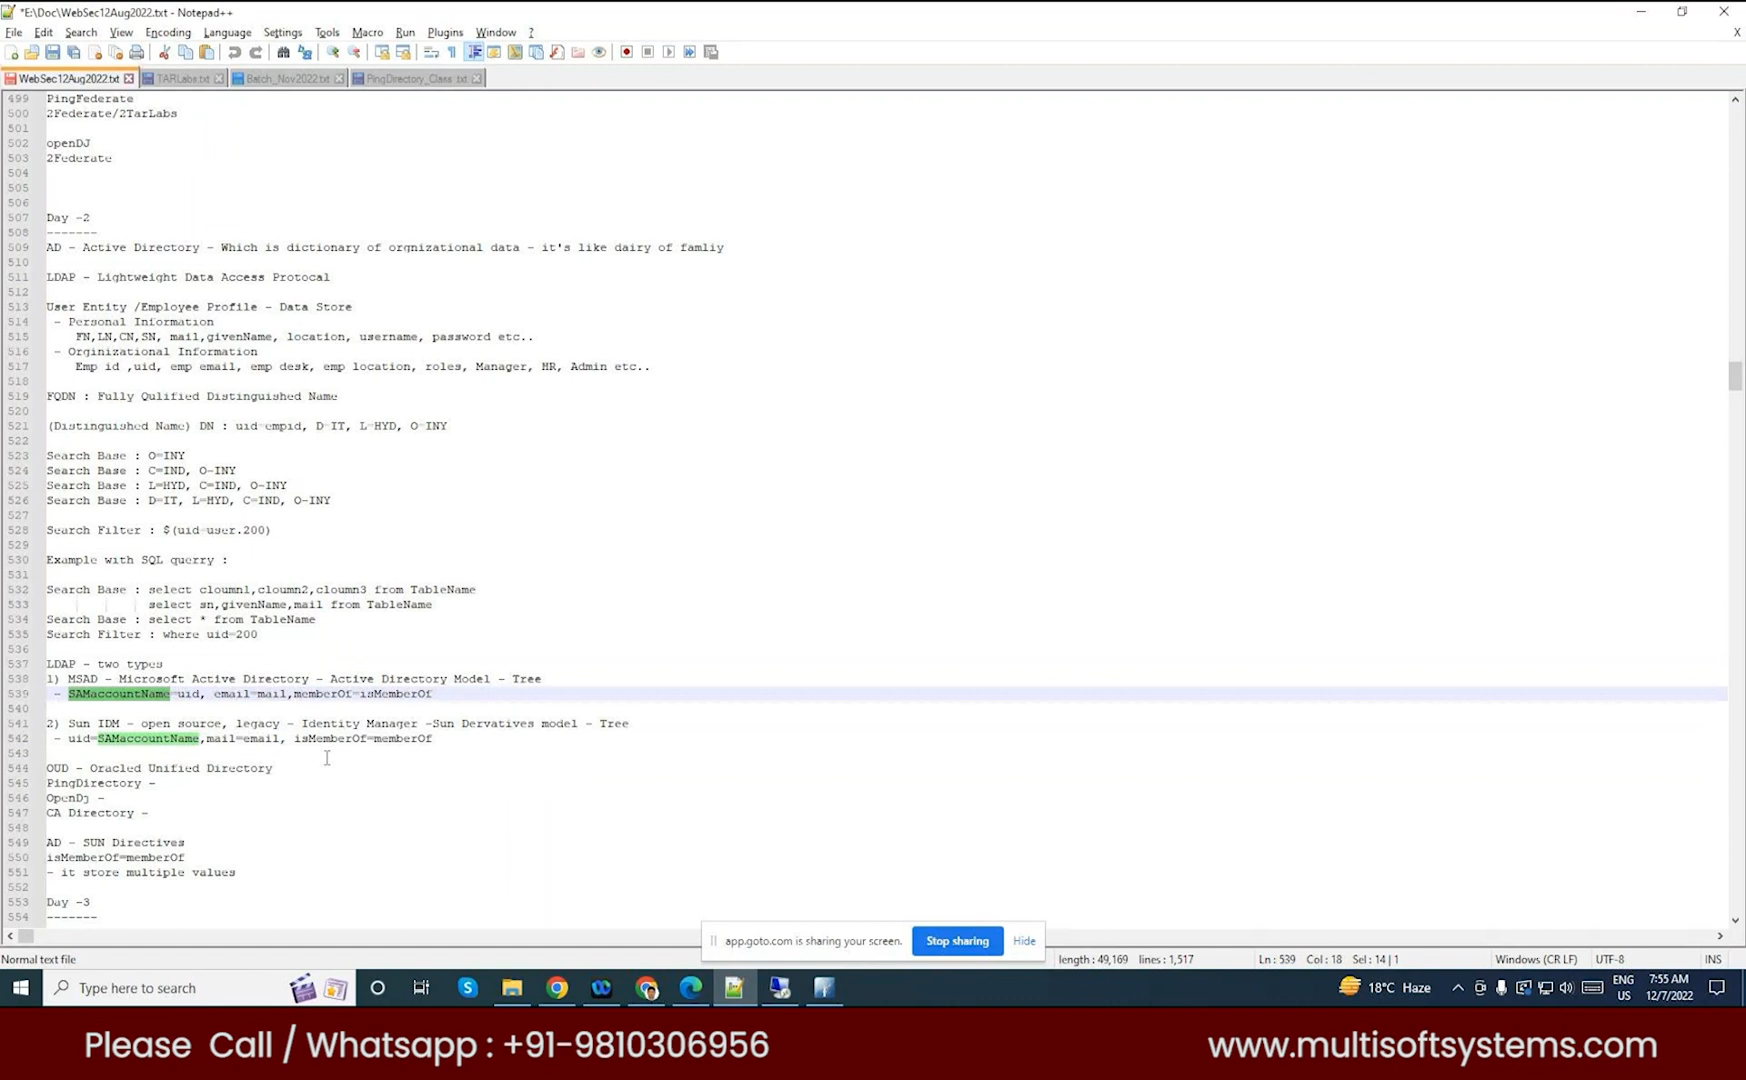 *E:\Doc\WebSec12Aug2022.txt - Notepad++
File Edit Search View Encoding Language Settings Tools Macro Run Plugins Window ? X
WebSec12Aug2022.txt TARLabs.txt Batch_Nov2022.txt PingDirectory_Class .txt
499 PingFederate
500 2Federate/2TarLabs
501
502 openDJ
503 2Federate
504
505
506
507 Day -2
508 -------
509 AD - Active Directory - Which is dictionary of orgnizational data - it's like dairy of famliy
510
511 LDAP - Lightweight Data Access Protocal
512
513 User Entity /Employee Profile - Data Store
514 - Personal Information
515 FN,LN,CN,SN, mail,givenName, location, username, password etc..
516 - Orginizational Information
517 Emp id ,uid, emp email, emp desk, emp location, roles, Manager, HR, Admin etc..
518
519 FQDN : Fully Qulified Distinguished Name
520
521 (Distinguished Name) DN : uid=empid, D=IT, L=HYD, O=INY
522
523 Search Base : O=INY
524 Search Base : C=IND, O-INY
525 Search Base : L=HYD, C=IND, O-INY
526 Search Base : D=IT, L=HYD, C=IND, O-INY
527
528 Search Filter : $(uid=user.200)
529
530 Example with SQL querry :
531
532 Search Base : select cloumn1,cloumn2,cloumn3 from TableName
533 select sn,givenName,mail from TableName
534 Search Base : select * from TableName
535 Search Filter : where uid=200
536
537 LDAP - two types
538 1) MSAD - Microsoft Active Directory - Active Directory Model - Tree
539 - SAMaccountName=uid, email=mail,memberOf=isMemberOf
540
541 2) Sun IDM - open source, legacy - Identity Manager -Sun Dervatives model - Tree
542 - uid=SAMaccountName,mail=email, isMemberOf=memberOf
543
544 OUD - Oracled Unified Directory
545 PingDirectory -
546 OpenDj -
547 CA Directory -
548
549 AD - SUN Directives
550 isMemberOf=memberOf
551 - it store multiple values
552
553 Day -3
554 -------
app.goto.com is sharing your screen. Stop sharing Hide
Normal text file length : 49,169 lines : 1,517 Ln : 539 Col : 18 Sel : 14 | 1 Windows (CR LF) UTF-8 INS
Type here to search 18°C Haze ENG US 7:55 AM 12/7/2022
Please Call / Whatsapp : +91-9810306956 www.multisoftsystems.com